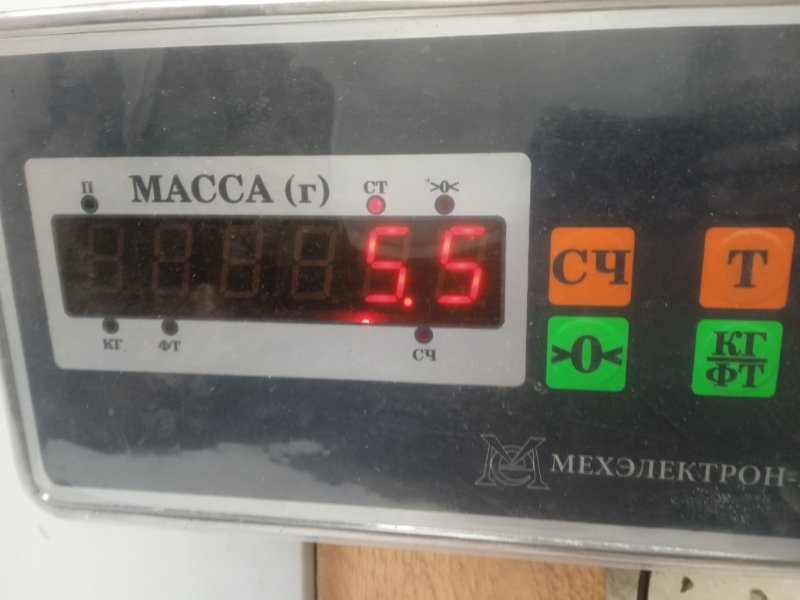 П МАССА (г) СТ >0<
5.5
КГ ФТ СЧ
СЧ Т
>0< КГ
ФТ
МЕХЭЛЕКТРОН-